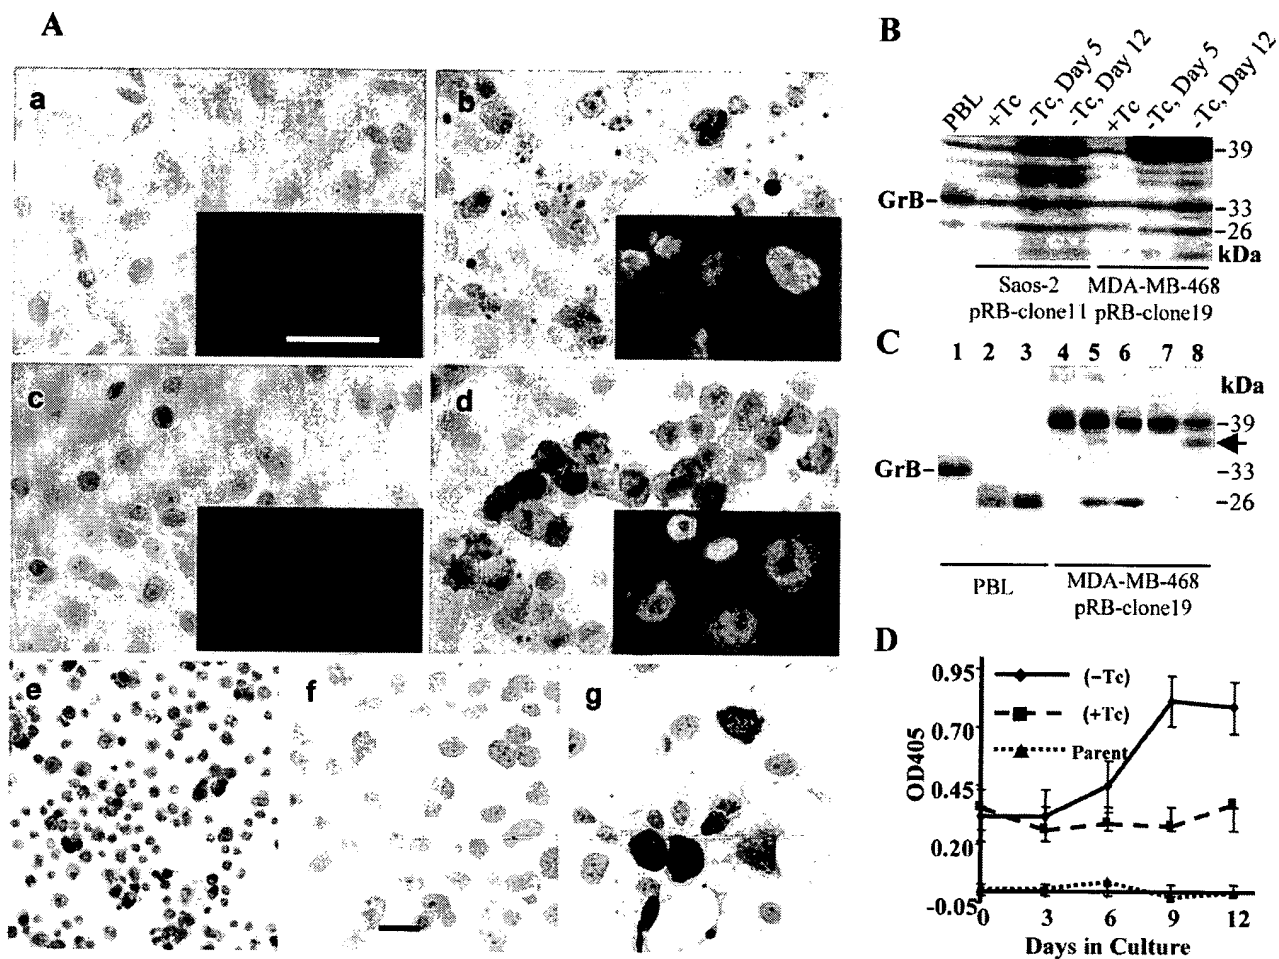 A
a
b
c
d
e
f
g
B
PBL
+Tc
-Tc, Day 5
-Tc, Day 12
+Tc
-Tc, Day 5
-Tc, Day 12
-39
GrB-
-33
-26
kDa
Saos-2
pRB-clone11
MDA-MB-468
pRB-clone19
C
1 2 3 4 5 6 7 8
kDa
-39
GrB-
-33
-26
PBL
MDA-MB-468
pRB-clone19
D
0.95
0.70
0.45
0.20
-0.05
OD405
(-Tc)
(+Tc)
Parent
0 3 6 9 12
Days in Culture